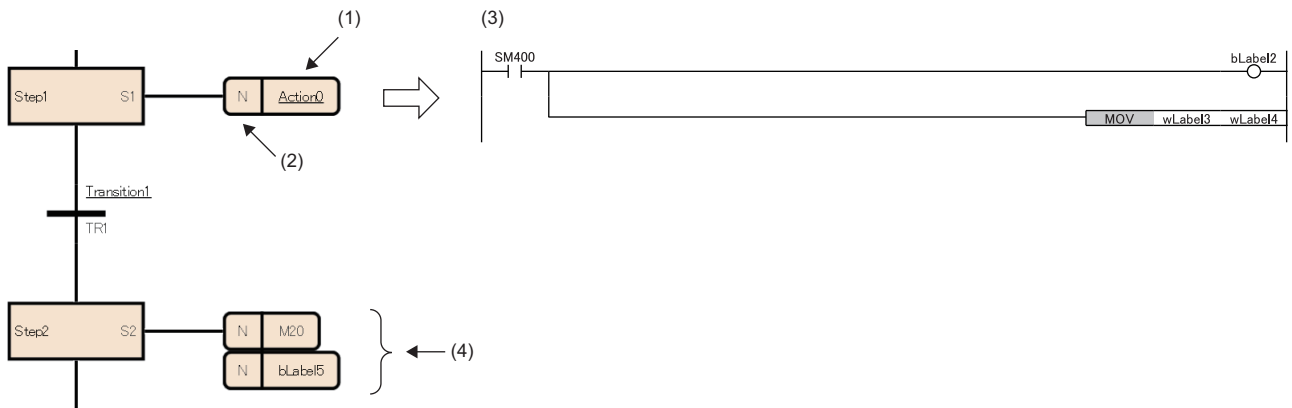 (1)
(3)
SM400
bLabel2
Step1 S1 N Action0
MOV wLabel3 wLabel4
(2)
Transition1
TR1
Step2 S2 N M20
(4)
N bLabel5